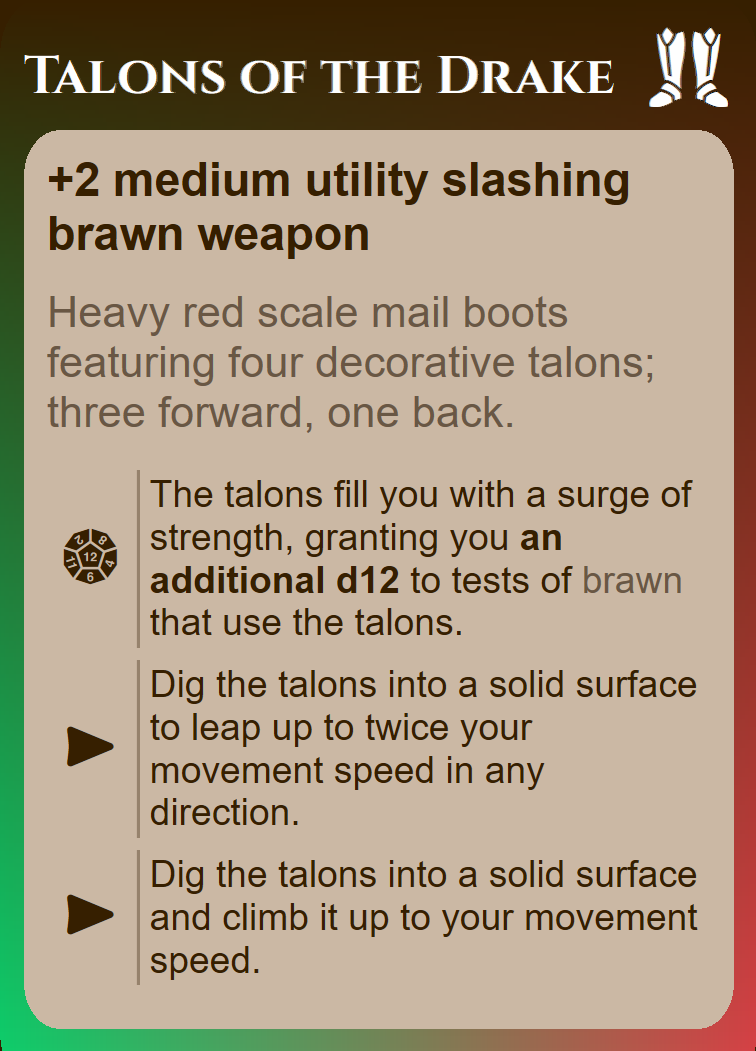 Talons of the Drake
+2 medium utility slashing
brawn weapon
Heavy red scale mail boots
featuring four decorative talons;
three forward, one back.
The talons fill you with a surge of
strength, granting you an
additional d12 to tests of brawn
that use the talons.
2 8
11 12 4
6
Dig the talons into a solid surface
to leap up to twice your
movement speed in any
direction.
Dig the talons into a solid surface
and climb it up to your movement
speed.